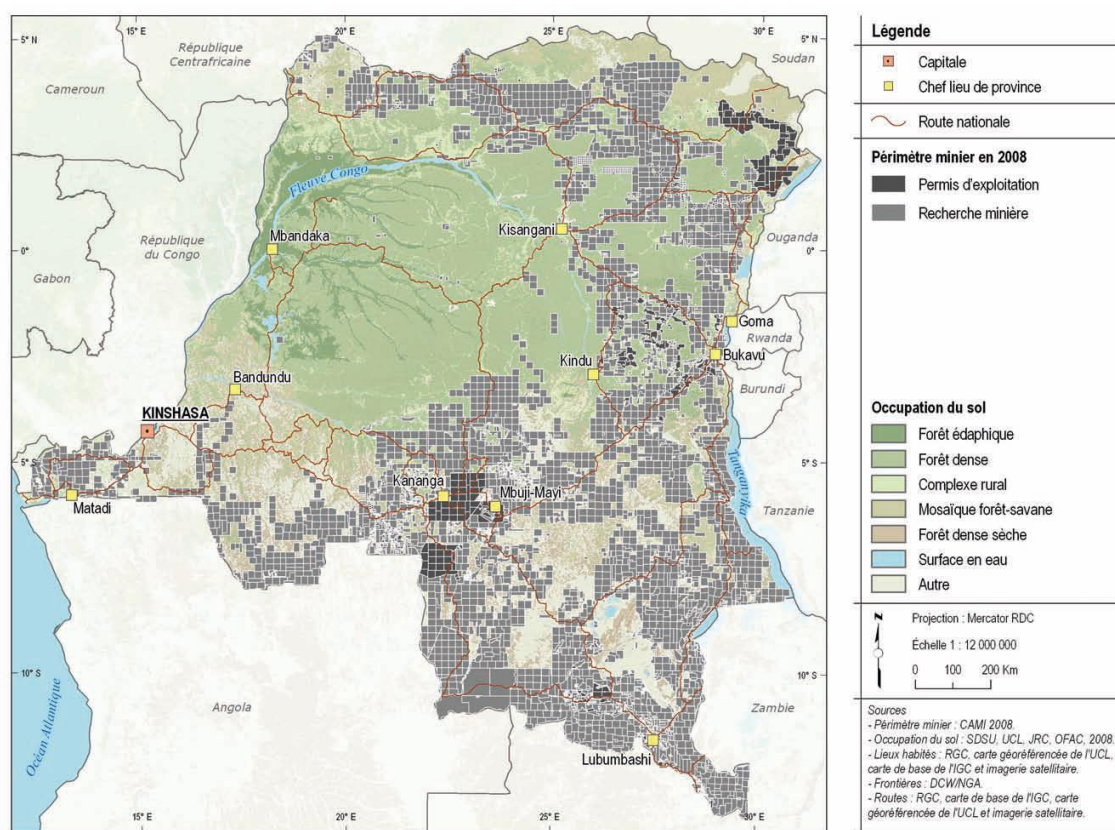 15° E
20° E
25° E
30° E
5° N
5° N
République
Centrafricaine
Soudan
Cameroun
Fleuve Congo
Mbandaka
Kisangani
République
du Congo
Ouganda
0°
0°
Gabon
Goma
Rwanda
Bukavu
Kindu
Burundi
Bandundu
KINSHASA
5° S
5° S
Kananga
Mbuji-Mayi
Tanganyika
Matadi
Tanzanie
10° S
10° S
Angola
Zambie
Océan Atlantique
Lubumbashi
15° E
20° E
25° E
30° E
Légende
Capitale
Chef lieu de province
Route nationale
Périmètre minier en 2008
Permis d'exploitation
Recherche minière
Occupation du sol
Forêt édaphique
Forêt dense
Complexe rural
Mosaïque forêt-savane
Forêt dense sèche
Surface en eau
Autre
N
Projection : Mercator RDC
Échelle 1 : 12 000 000
0 100 200 Km
Sources
- Périmètre minier : CAMI 2008.
- Occupation du sol : SDSU, UCL, JRC, OFAC, 2008.
- Lieux habités : RGC, carte géoréférencée de l'UCL,
carte de base de l'IGC et imagerie satellitaire.
- Frontières : DCW/NGA.
- Routes : RGC, carte de base de l'IGC, carte
géoréférencée de l'UCL et imagerie satellitaire.